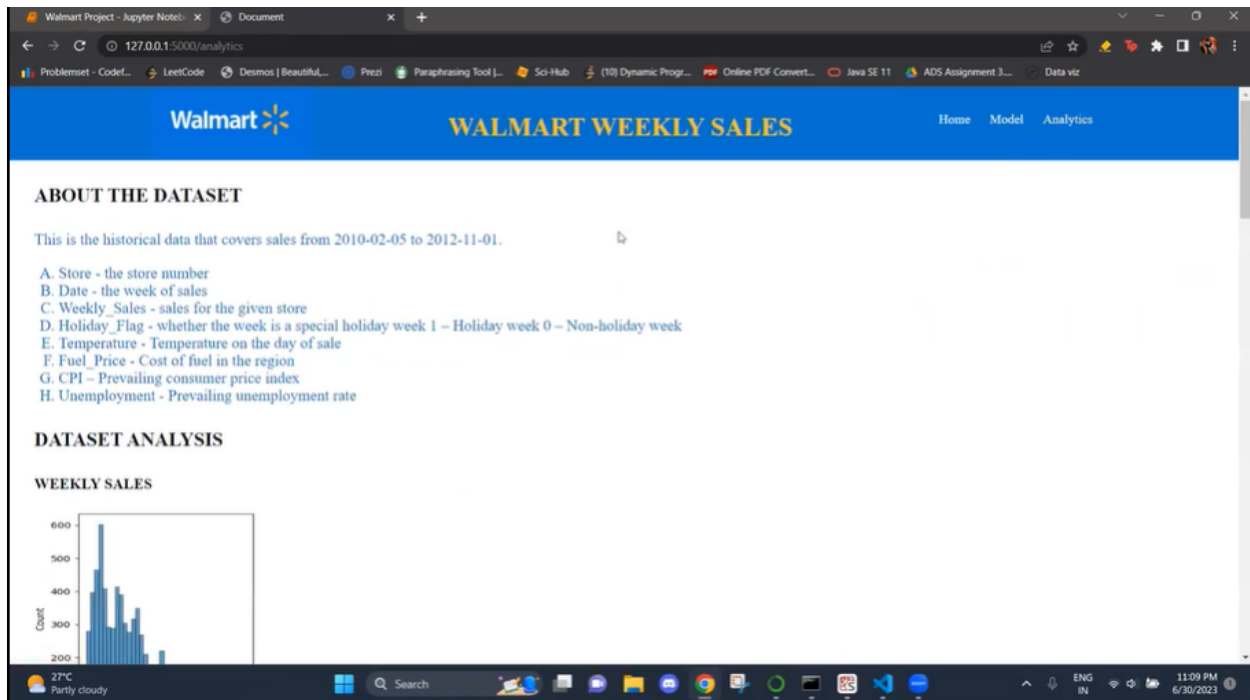 Walmart Project - Jupyter Noteb
Document
127.0.0.1:5000/analytics
Problemset - Codef...
LeetCode
Desmos | Beautiful,...
Prezi
Paraphrasing Tool |...
Sci-Hub
(10) Dynamic Progr...
Online PDF Convert...
Java SE 11
ADS Assignment 3....
Data viz
Walmart
WALMART WEEKLY SALES
Home Model Analytics
ABOUT THE DATASET
This is the historical data that covers sales from 2010-02-05 to 2012-11-01.
A. Store - the store number
B. Date - the week of sales
C. Weekly_Sales - sales for the given store
D. Holiday_Flag - whether the week is a special holiday week 1 – Holiday week 0 – Non-holiday week
E. Temperature - Temperature on the day of sale
F. Fuel_Price - Cost of fuel in the region
G. CPI – Prevailing consumer price index
H. Unemployment - Prevailing unemployment rate
DATASET ANALYSIS
WEEKLY SALES
600
500
400
300
200
Count
27°C
Partly cloudy
Search
ENG
IN
11:09 PM
6/30/2023